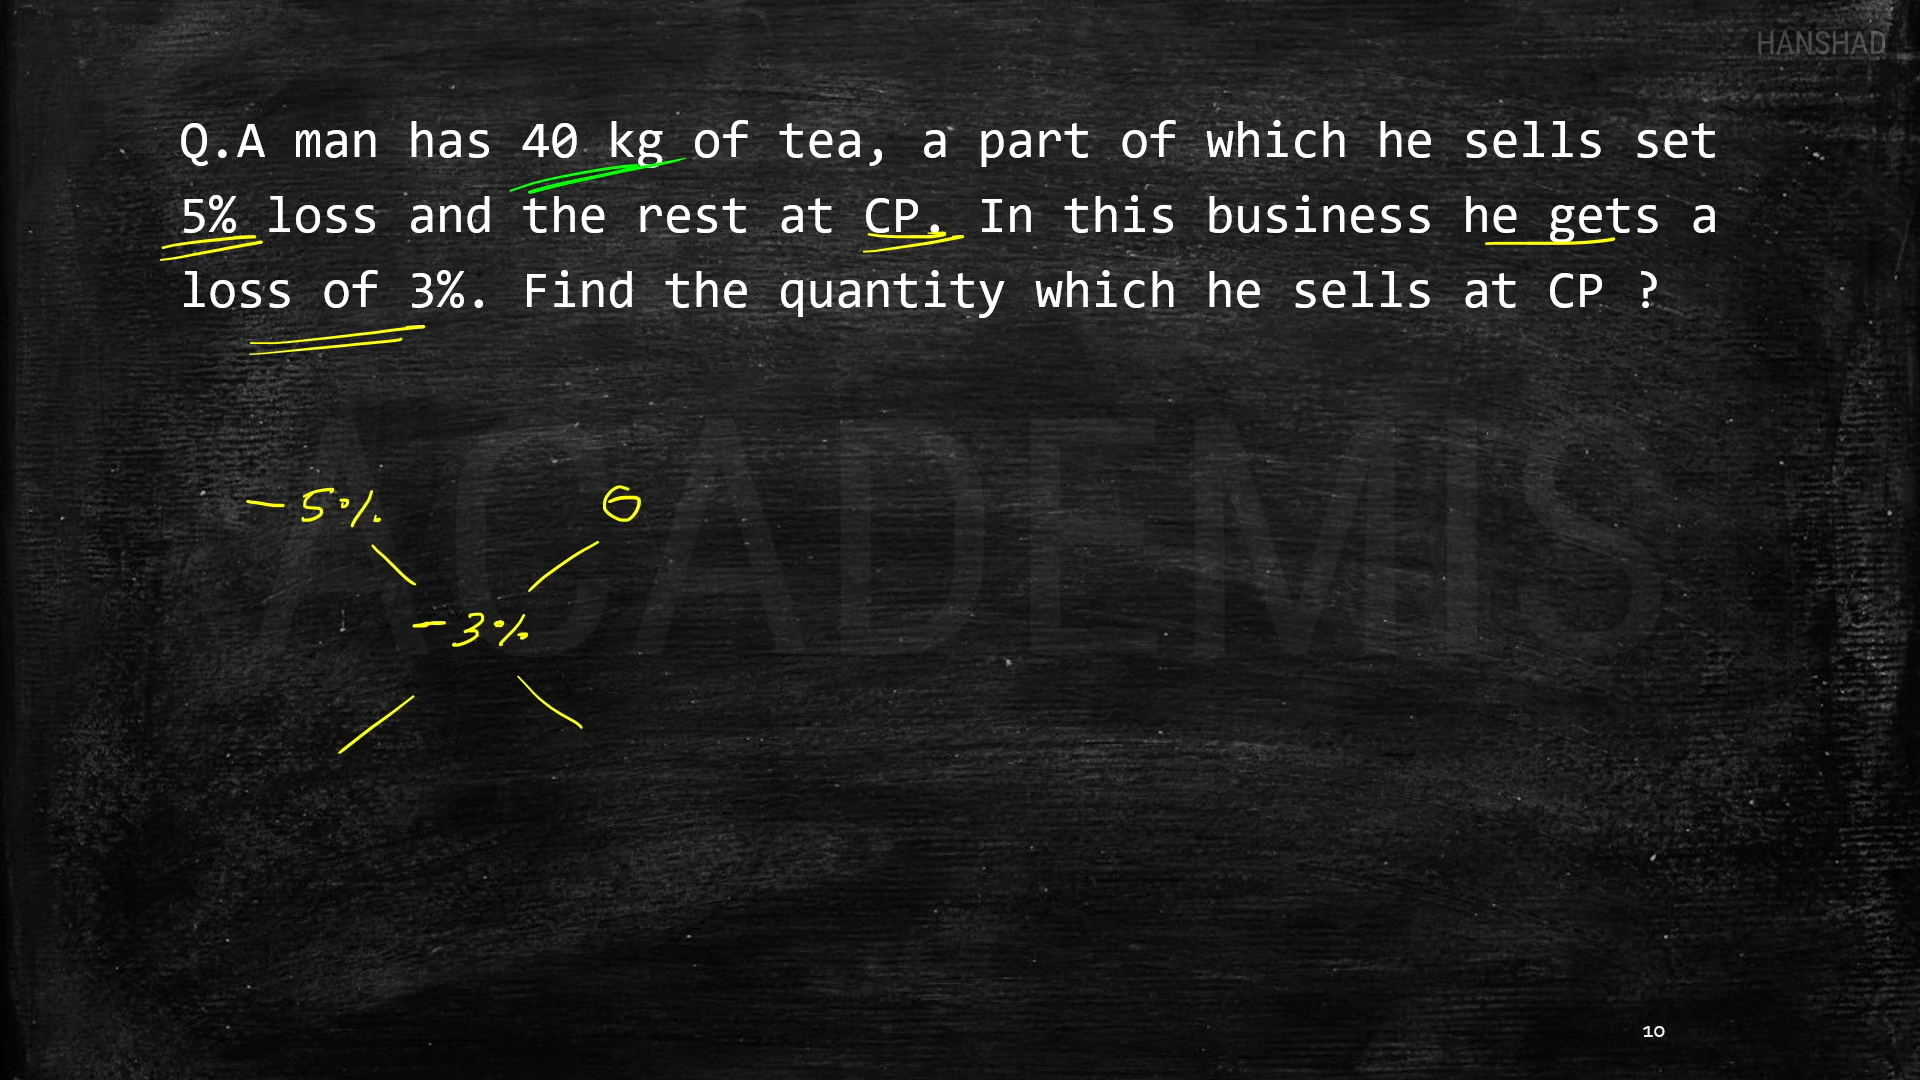 HANSHAD
Q.A man has 40 kg of tea, a part of which he sells set
5% loss and the rest at CP. In this business he gets a
loss of 3%. Find the quantity which he sells at CP ?
ACADEMIS
-5% 0
-3%
10